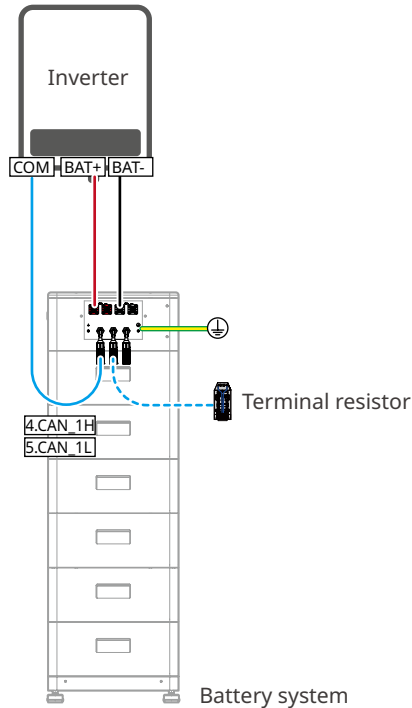 Inverter
COM BAT+ BAT-
Terminal resistor
4.CAN_1H
5.CAN_1L
Battery system